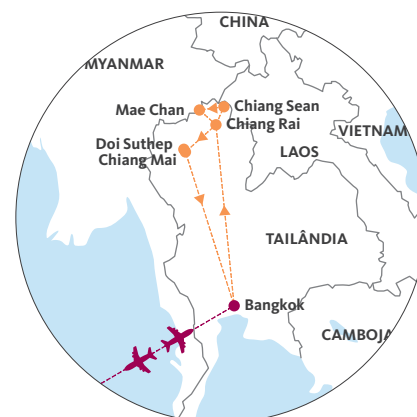 CHINA
MYANMAR
Mae Chan
Chiang Sean
Chiang Rai
VIETNAM
Doi Suthep
Chiang Mai
LAOS
TAILÂNDIA
Bangkok
CAMBOJA